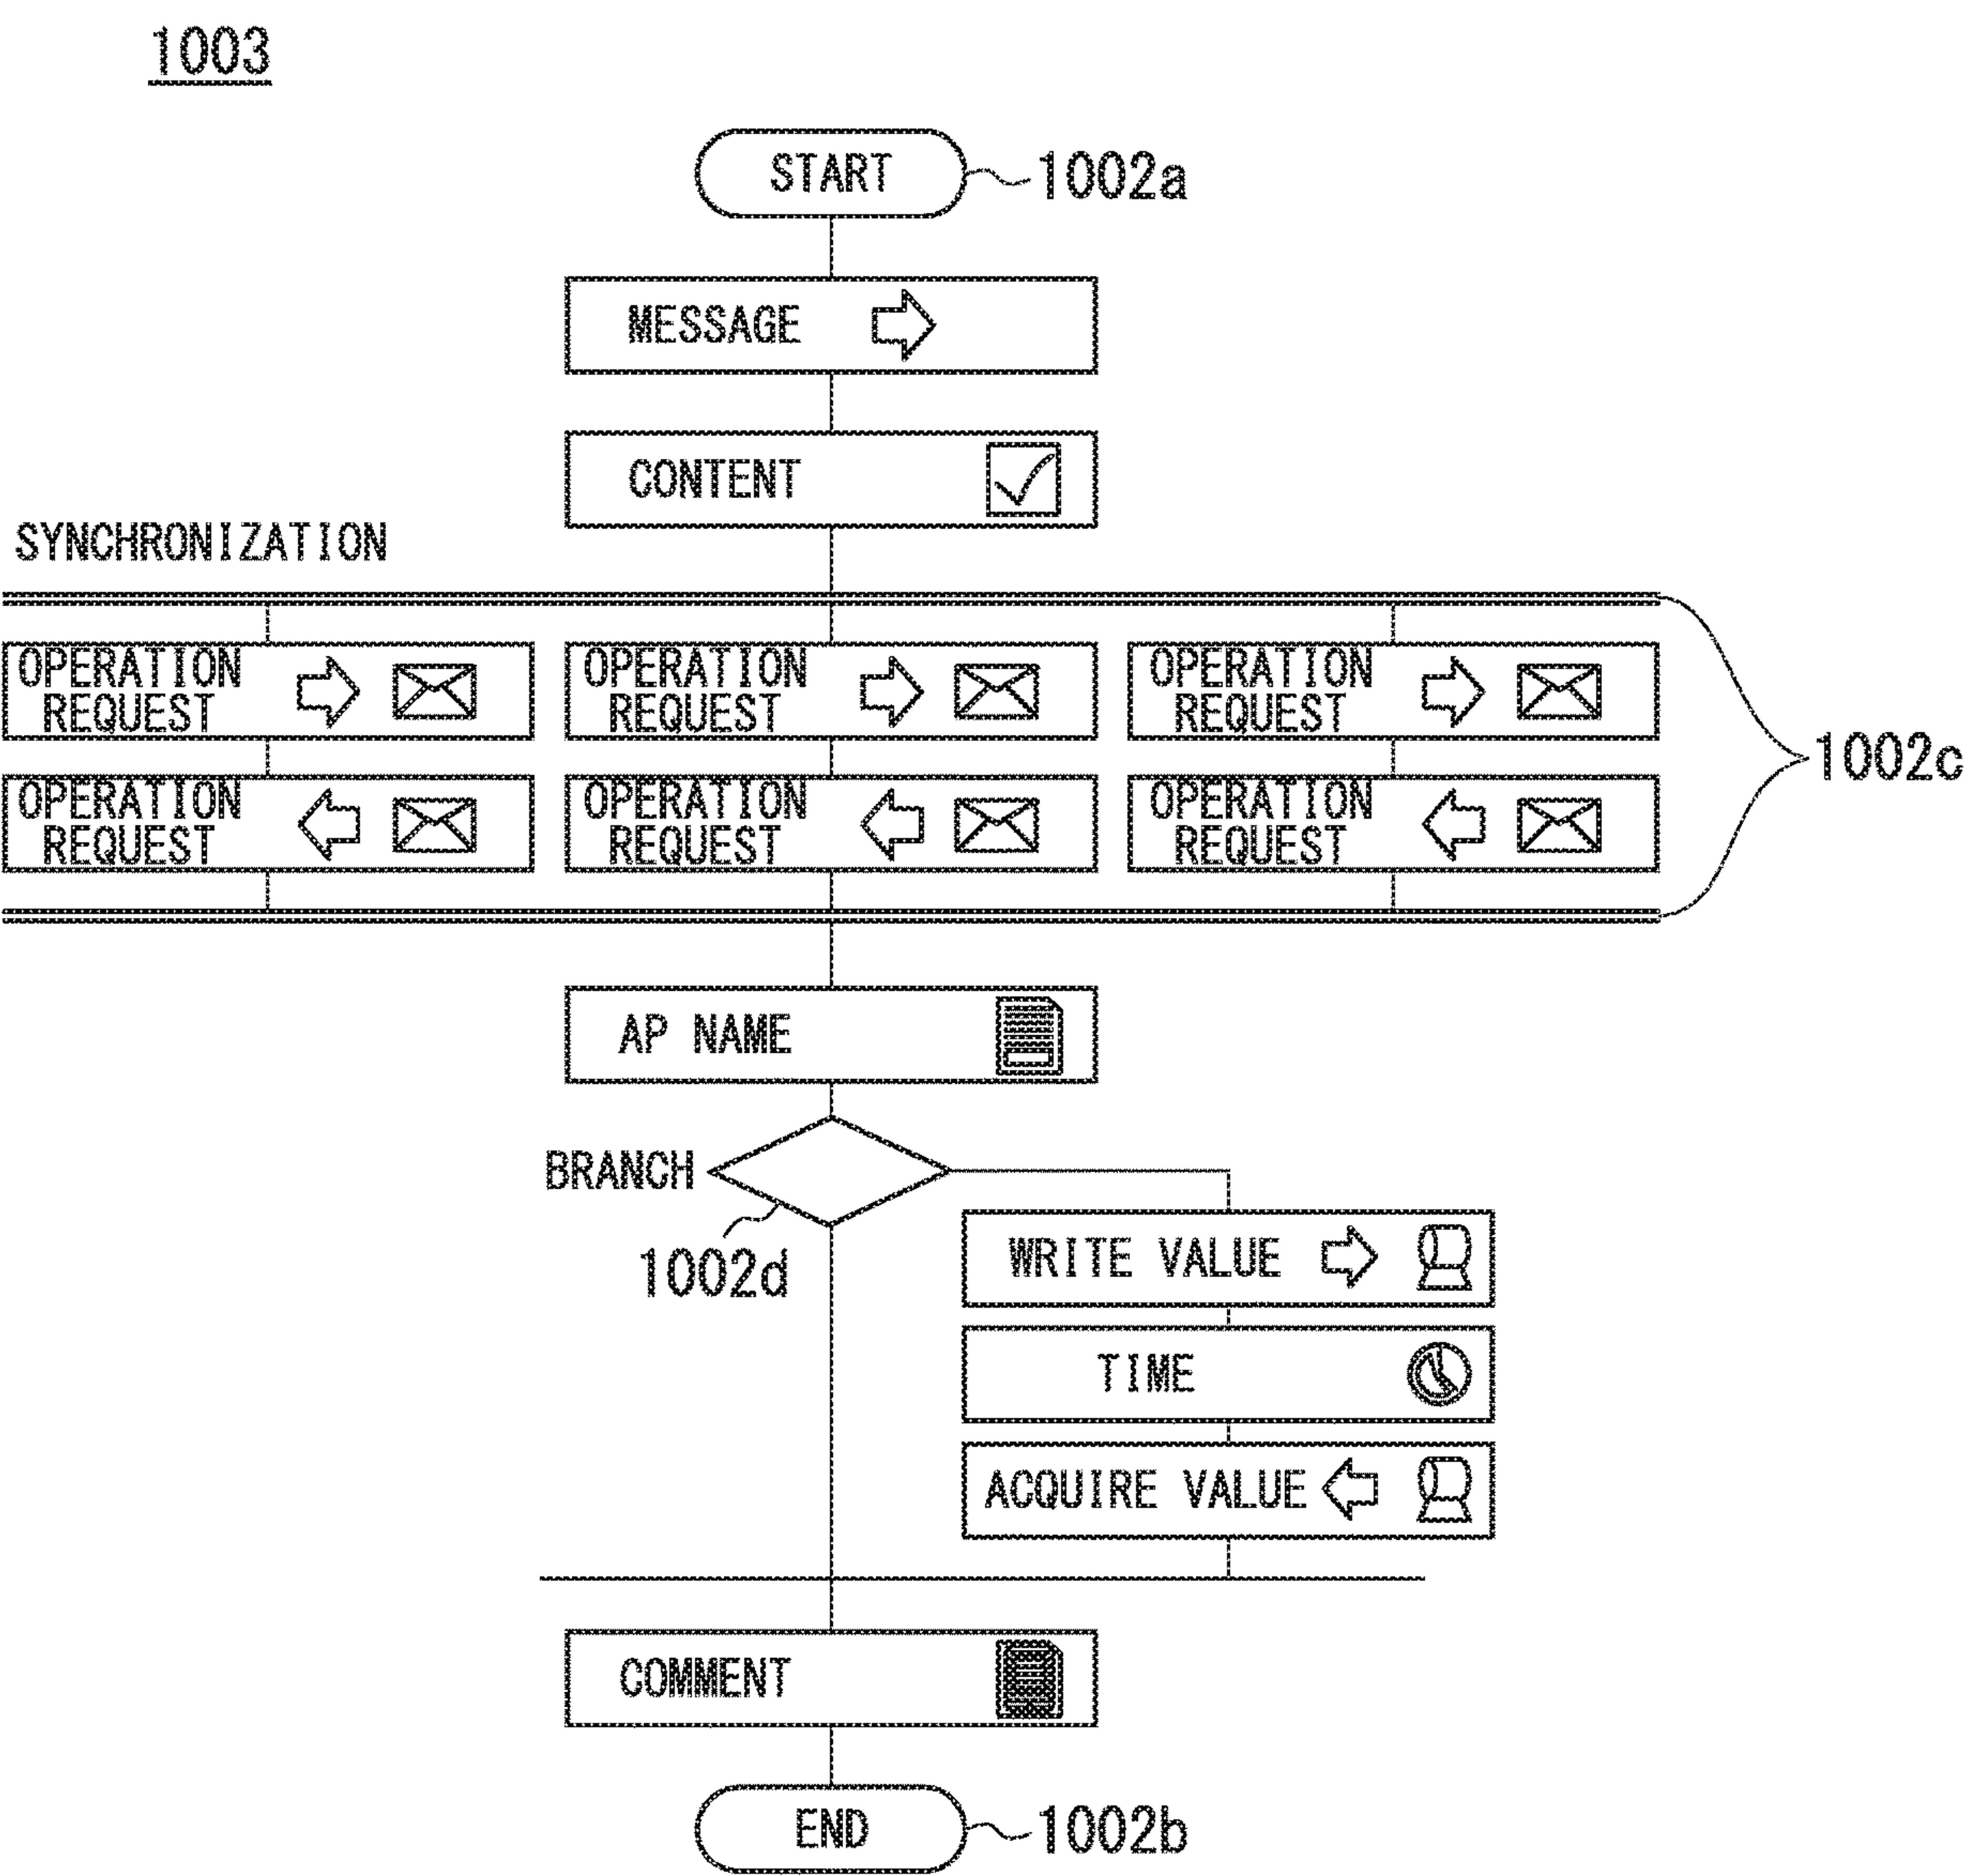 1003
START
1002a
MESSAGE
CONTENT
SYNCHRONIZATION
OPERATION
REQUEST
OPERATION
REQUEST
OPERATION
REQUEST
OPERATION
REQUEST
OPERATION
REQUEST
OPERATION
REQUEST
1002c
AP NAME
BRANCH
1002d
WRITE VALUE
TIME
ACQUIRE VALUE
COMMENT
END
1002b